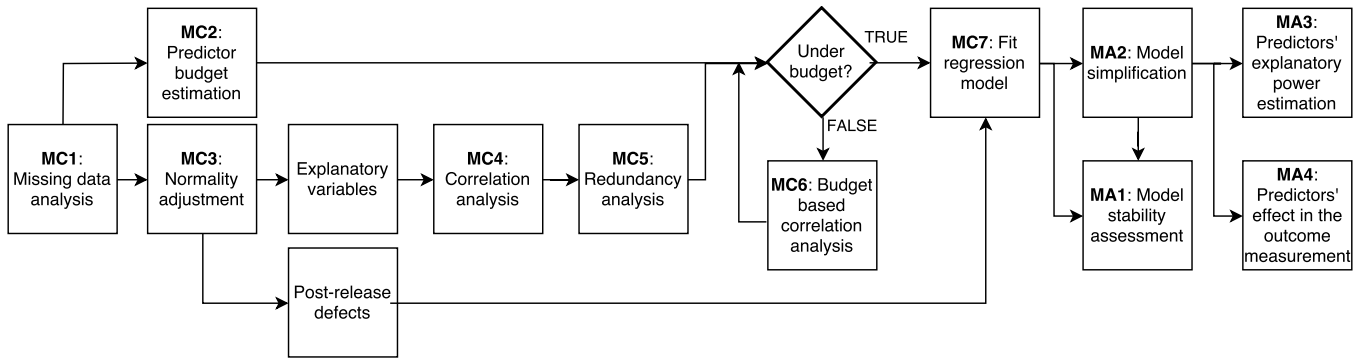 MC1:
Missing data
analysis
MC2:
Predictor
budget
estimation
MC3:
Normality
adjustment
Explanatory
variables
MC4:
Correlation
analysis
MC5:
Redundancy
analysis
Post-release
defects
Under
budget?
TRUE
FALSE
MC6: Budget
based
correlation
analysis
MC7: Fit
regression
model
MA2: Model
simplification
MA1: Model
stability
assessment
MA3:
Predictors'
explanatory
power
estimation
MA4:
Predictors'
effect in the
outcome
measurement